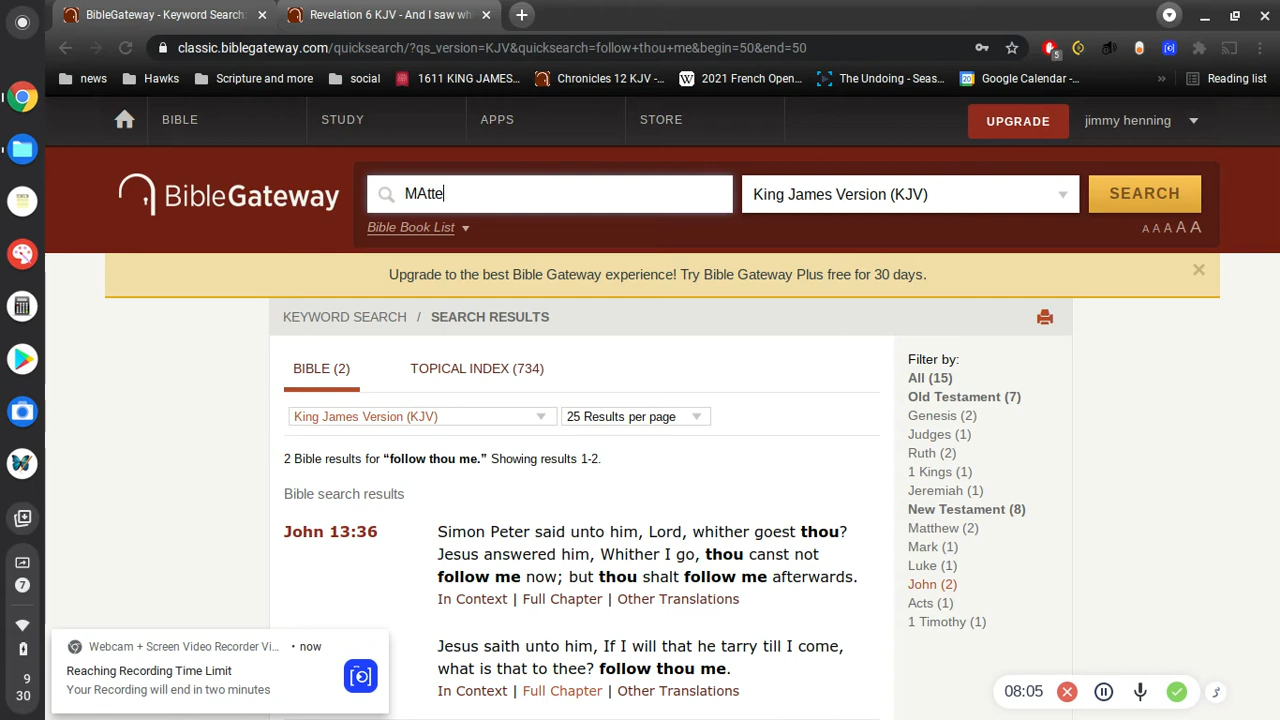 BibleGateway - Keyword Search:
Revelation 6 KJV - And I saw wh
classic.biblegateway.com/quicksearch/?qs_version=KJV&quicksearch=follow+thou+me&begin=50&end=50
5
news
Hawks
Scripture and more
social
1611 KING JAMES...
Chronicles 12 KJV -...
2021 French Open...
The Undoing - Seas...
20
Google Calendar -...
»
Reading list
BIBLE
STUDY
APPS
STORE
UPGRADE
jimmy henning
BibleGateway
MAtte
King James Version (KJV)
SEARCH
Bible Book List
A A A A A
Upgrade to the best Bible Gateway experience! Try Bible Gateway Plus free for 30 days.
KEYWORD SEARCH / SEARCH RESULTS
BIBLE (2)
TOPICAL INDEX (734)
King James Version (KJV)
25 Results per page
2 Bible results for “follow thou me.” Showing results 1-2.
Bible search results
John 13:36
Simon Peter said unto him, Lord, whither goest thou?
Jesus answered him, Whither I go, thou canst not
follow me now; but thou shalt follow me afterwards.
In Context | Full Chapter | Other Translations
Jesus saith unto him, If I will that he tarry till I come,
what is that to thee? follow thou me.
In Context | Full Chapter | Other Translations
Filter by:
All (15)
Old Testament (7)
Genesis (2)
Judges (1)
Ruth (2)
1 Kings (1)
Jeremiah (1)
New Testament (8)
Matthew (2)
Mark (1)
Luke (1)
John (2)
Acts (1)
1 Timothy (1)
Webcam + Screen Video Recorder Vi... • now
Reaching Recording Time Limit
Your Recording will end in two minutes
08:05
7
9
30